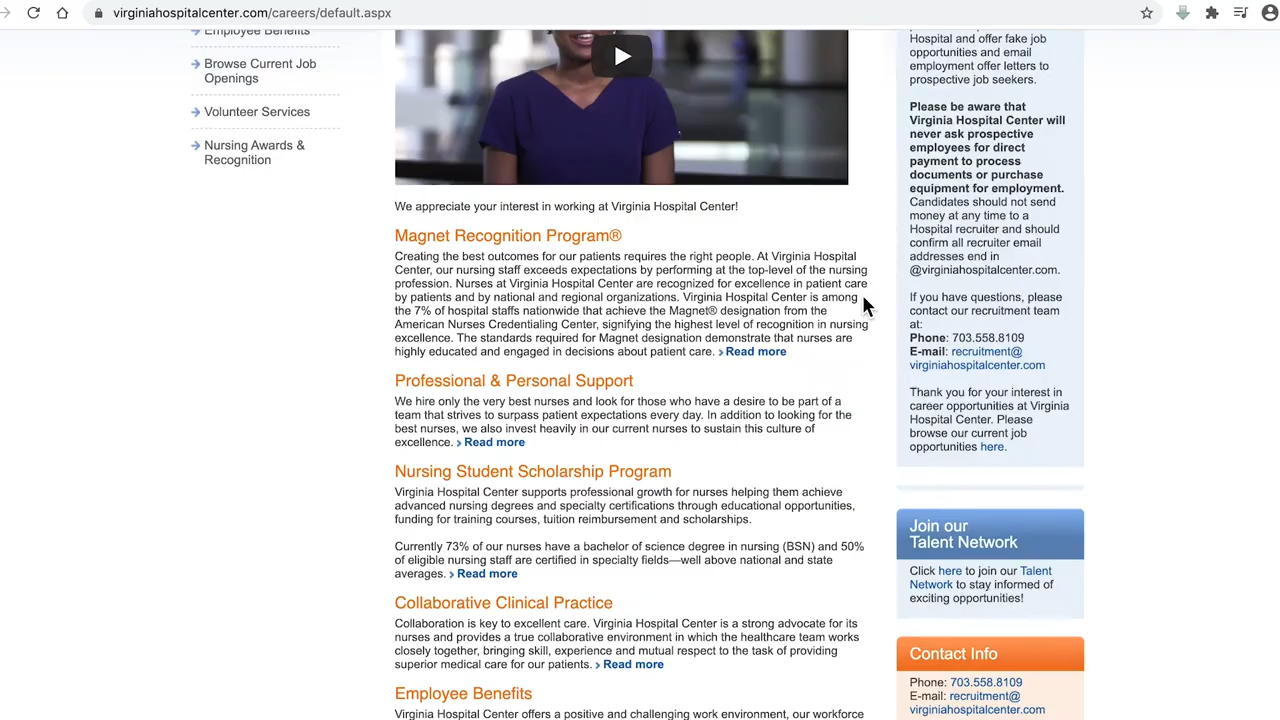 virginiahospitalcenter.com/careers/default.aspx
Employee Benefits
Browse Current Job
Openings
Volunteer Services
Nursing Awards &
Recognition
We appreciate your interest in working at Virginia Hospital Center!
Magnet Recognition Program®
Creating the best outcomes for our patients requires the right people. At Virginia Hospital
Center, our nursing staff exceeds expectations by performing at the top-level of the nursing
profession. Nurses at Virginia Hospital Center are recognized for excellence in patient care
by patients and by national and regional organizations. Virginia Hospital Center is among
the 7% of hospital staffs nationwide that achieve the Magnet® designation from the
American Nurses Credentialing Center, signifying the highest level of recognition in nursing
excellence. The standards required for Magnet designation demonstrate that nurses are
highly educated and engaged in decisions about patient care. › Read more
Professional & Personal Support
We hire only the very best nurses and look for those who have a desire to be part of a
team that strives to surpass patient expectations every day. In addition to looking for the
best nurses, we also invest heavily in our current nurses to sustain this culture of
excellence. › Read more
Nursing Student Scholarship Program
Virginia Hospital Center supports professional growth for nurses helping them achieve
advanced nursing degrees and specialty certifications through educational opportunities,
funding for training courses, tuition reimbursement and scholarships.
Currently 73% of our nurses have a bachelor of science degree in nursing (BSN) and 50%
of eligible nursing staff are certified in specialty fields—well above national and state
averages. › Read more
Collaborative Clinical Practice
Collaboration is key to excellent care. Virginia Hospital Center is a strong advocate for its
nurses and provides a true collaborative environment in which the healthcare team works
closely together, bringing skill, experience and mutual respect to the task of providing
superior medical care for our patients. › Read more
Employee Benefits
Virginia Hospital Center offers a positive and challenging work environment, our workforce
Hospital and offer fake job
opportunities and email
employment offer letters to
prospective job seekers.
Please be aware that
Virginia Hospital Center will
never ask prospective
employees for direct
payment to process
documents or purchase
equipment for employment.
Candidates should not send
money at any time to a
Hospital recruiter and should
confirm all recruiter email
addresses end in
@virginiahospitalcenter.com.
If you have questions, please
contact our recruitment team
at:
Phone: 703.558.8109
E-mail: recruitment@
virginiahospitalcenter.com
Thank you for your interest in
career opportunities at Virginia
Hospital Center. Please
browse our current job
opportunities here.
Join our
Talent Network
Click here to join our Talent
Network to stay informed of
exciting opportunities!
Contact Info
Phone: 703.558.8109
E-mail: recruitment@
virginiahospitalcenter.com